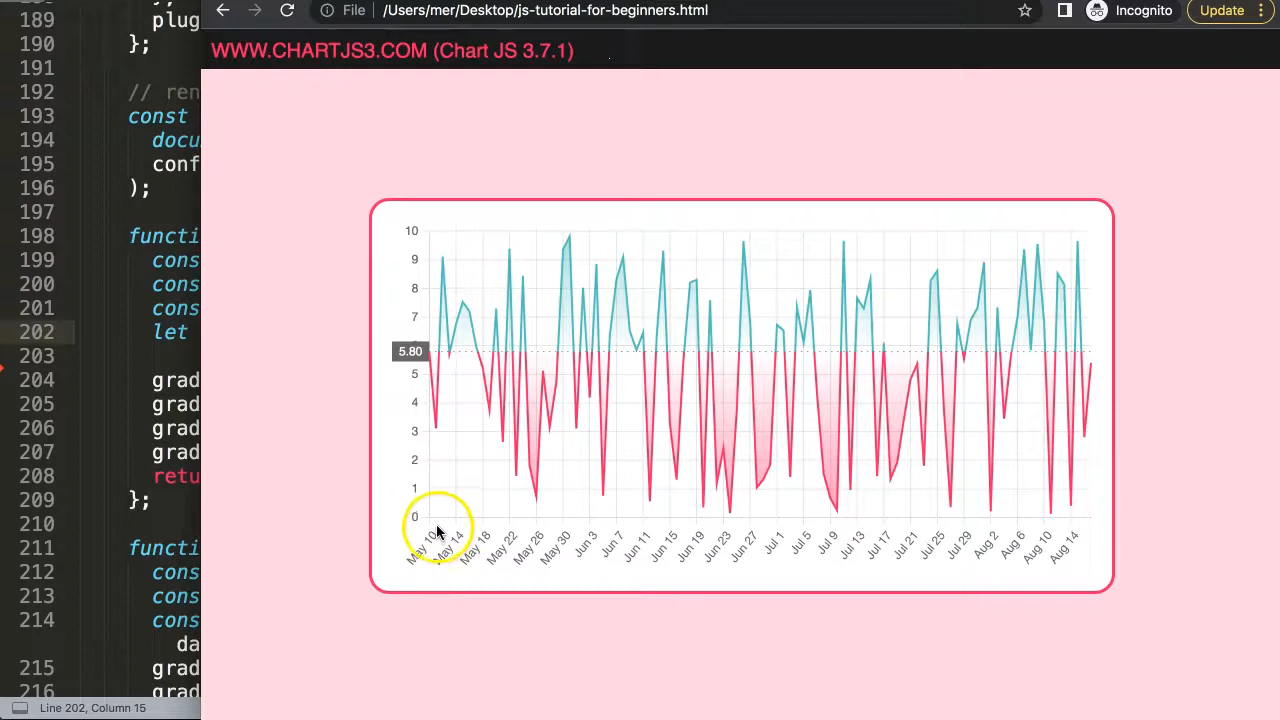 189 plug
190 };
191
192 // ren
193 const
194 docu
195 conf
196 );
197
198 functi
199 cons
200 cons
201 cons
202 let
203
204 grad
205 grad
206 grad
207 grad
208 retu
209 };
210
211 functi
212 cons
213 cons
214 cons
da
215 grad
216 grad
Line 202, Column 15
File /Users/mer/Desktop/js-tutorial-for-beginners.html Incognito Update
WWW.CHARTJS3.COM (Chart JS 3.7.1)
10
9
8
7
5.80
5
4
3
2
1
0
May 10 May 14 May 18 May 22 May 26 May 30 Jun 3 Jun 7 Jun 11 Jun 15 Jun 19 Jun 23 Jun 27 Jul 1 Jul 5 Jul 9 Jul 13 Jul 17 Jul 21 Jul 25 Jul 29 Aug 2 Aug 6 Aug 10 Aug 14